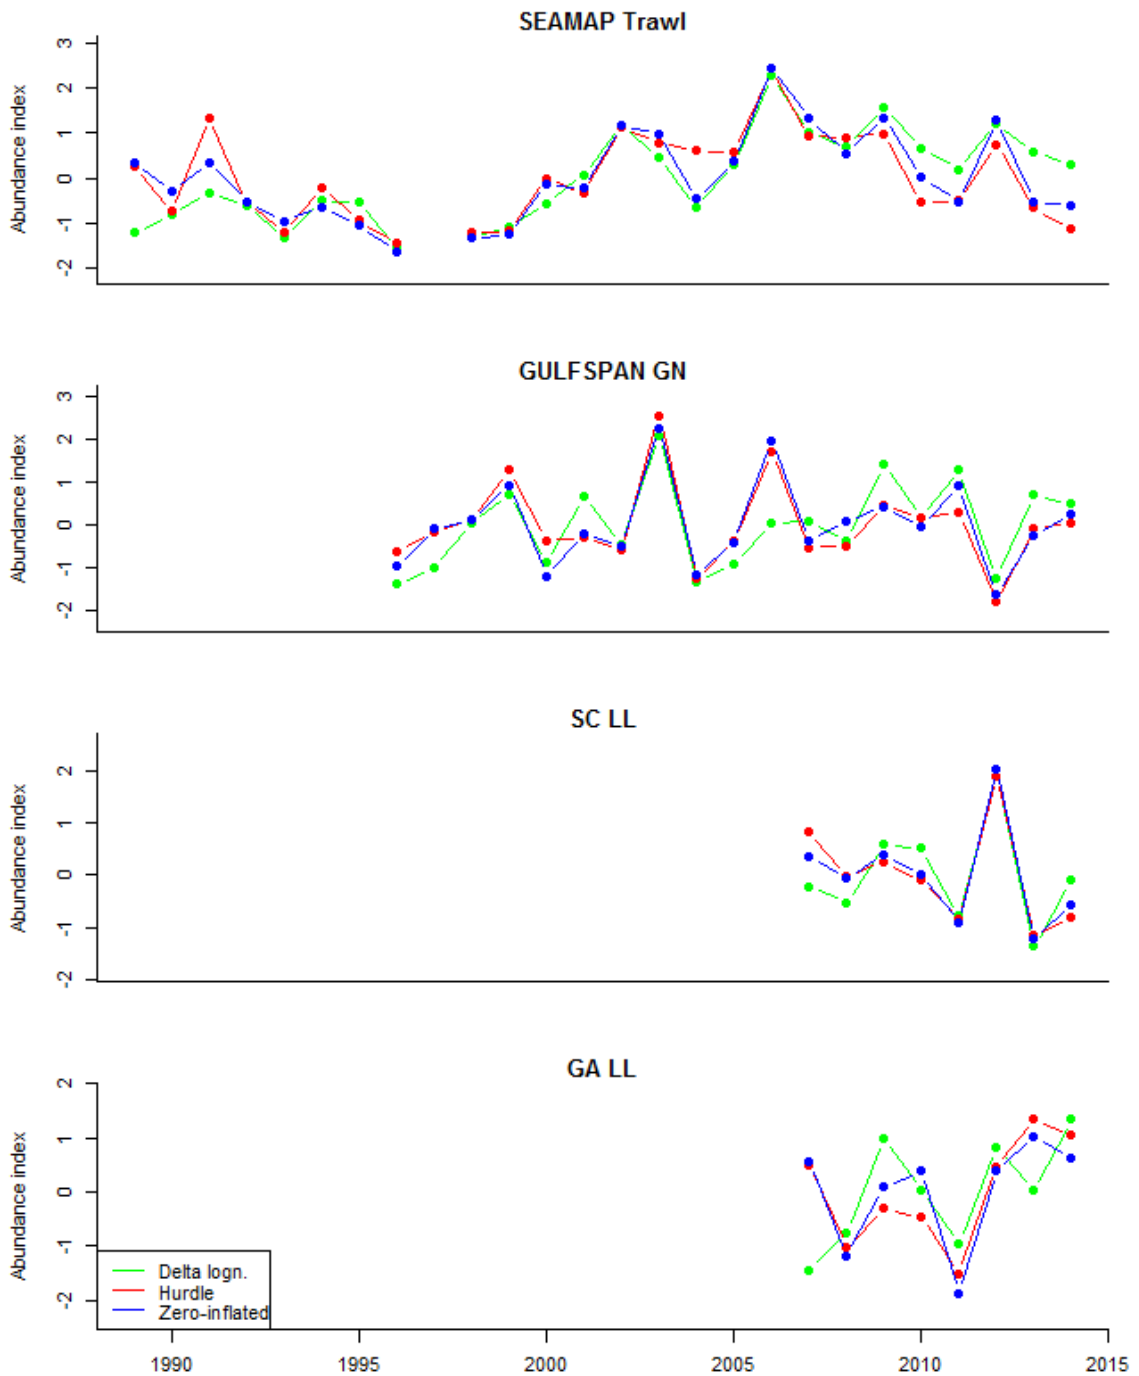 SEAMAP Trawl
Abundance index
3
2
1
0
-1
-2
GULFSPAN GN
Abundance index
3
2
1
0
-1
-2
SC LL
Abundance index
2
1
0
-1
-2
GA LL
Abundance index
2
1
0
-1
-2
Delta logn.
Hurdle
Zero-inflated
1990 1995 2000 2005 2010 2015